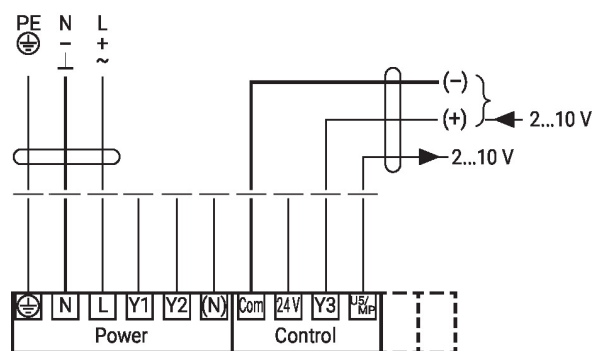 PE N L
- +
⊥ ~
(–)
(+) 2...10 V
2...10 V
N L Y1 Y2 (N) Com 24V Y3 U5/MP
Power Control